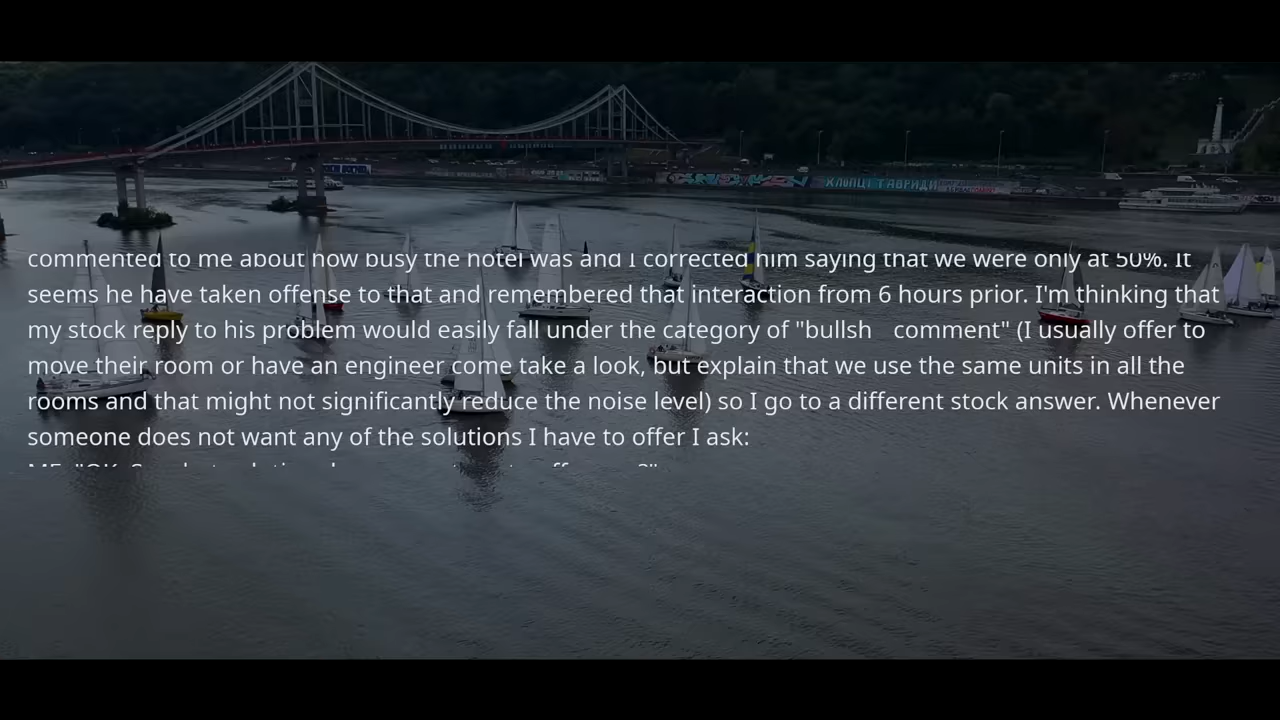 ХЛОПЦІ ТАВРИДИ
commented to me about how busy the hotel was and I corrected him saying that we were only at 50%. It
seems he have taken offense to that and remembered that interaction from 6 hours prior. I'm thinking that
my stock reply to his problem would easily fall under the category of "bullsh comment" (I usually offer to
move their room or have an engineer come take a look, but explain that we use the same units in all the
rooms and that might not significantly reduce the noise level) so I go to a different stock answer. Whenever
someone does not want any of the solutions I have to offer I ask: